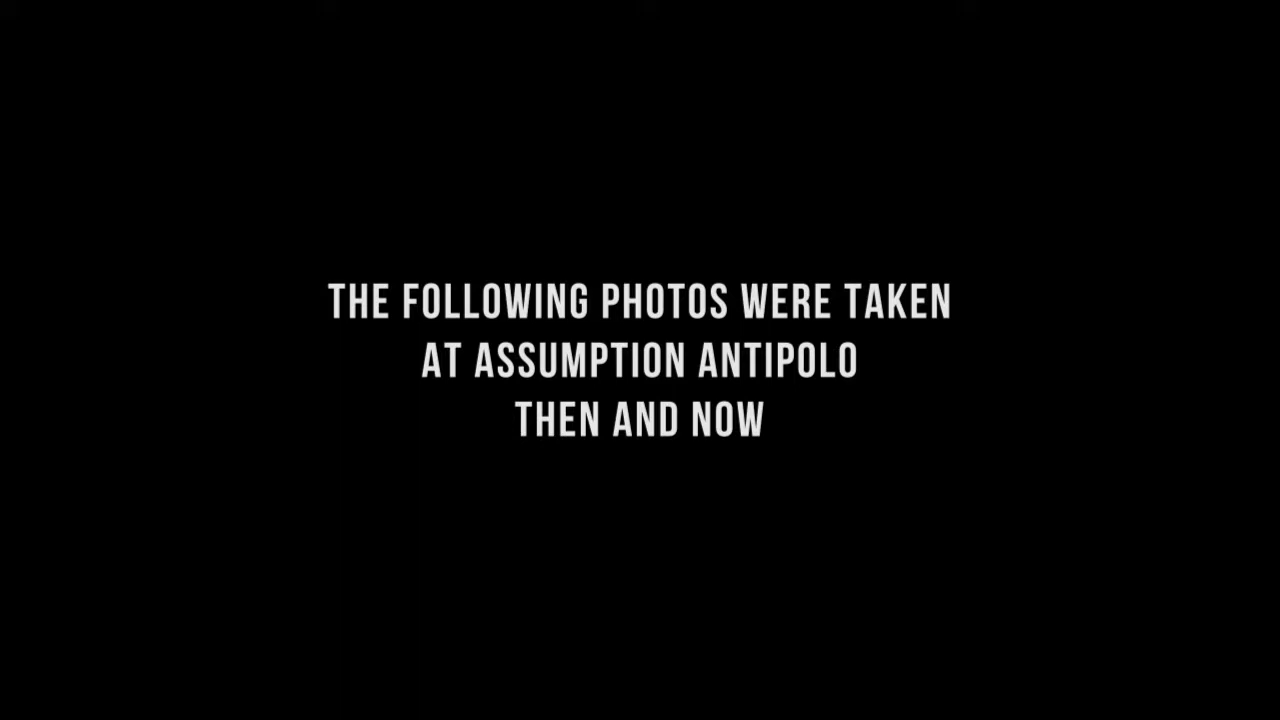 THE FOLLOWING PHOTOS WERE TAKEN
AT ASSUMPTION ANTIPOLO
THEN AND NOW